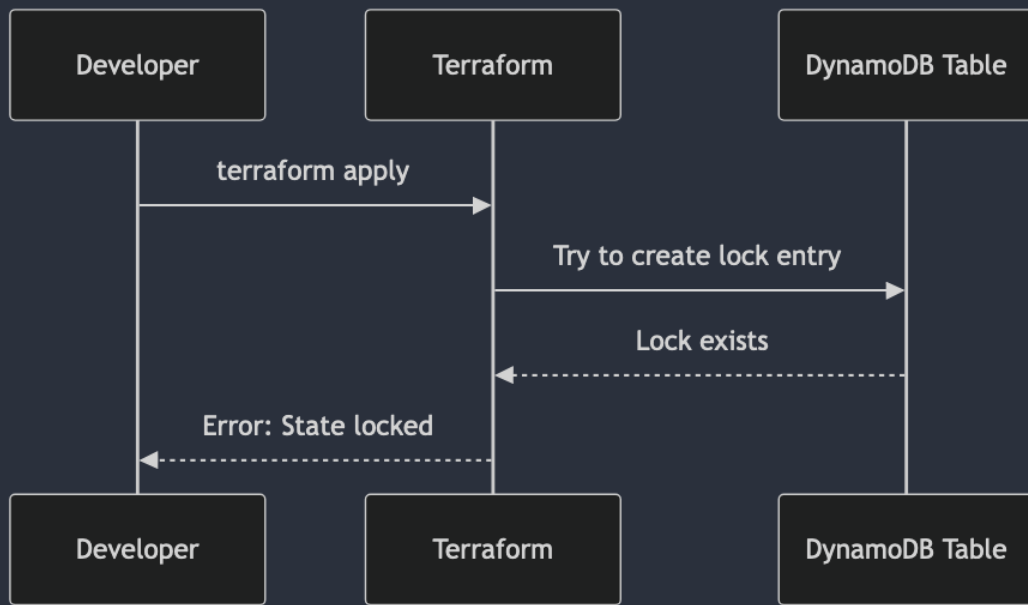 Developer
Terraform
DynamoDB Table
terraform apply
Try to create lock entry
Lock exists
Error: State locked
Developer
Terraform
DynamoDB Table